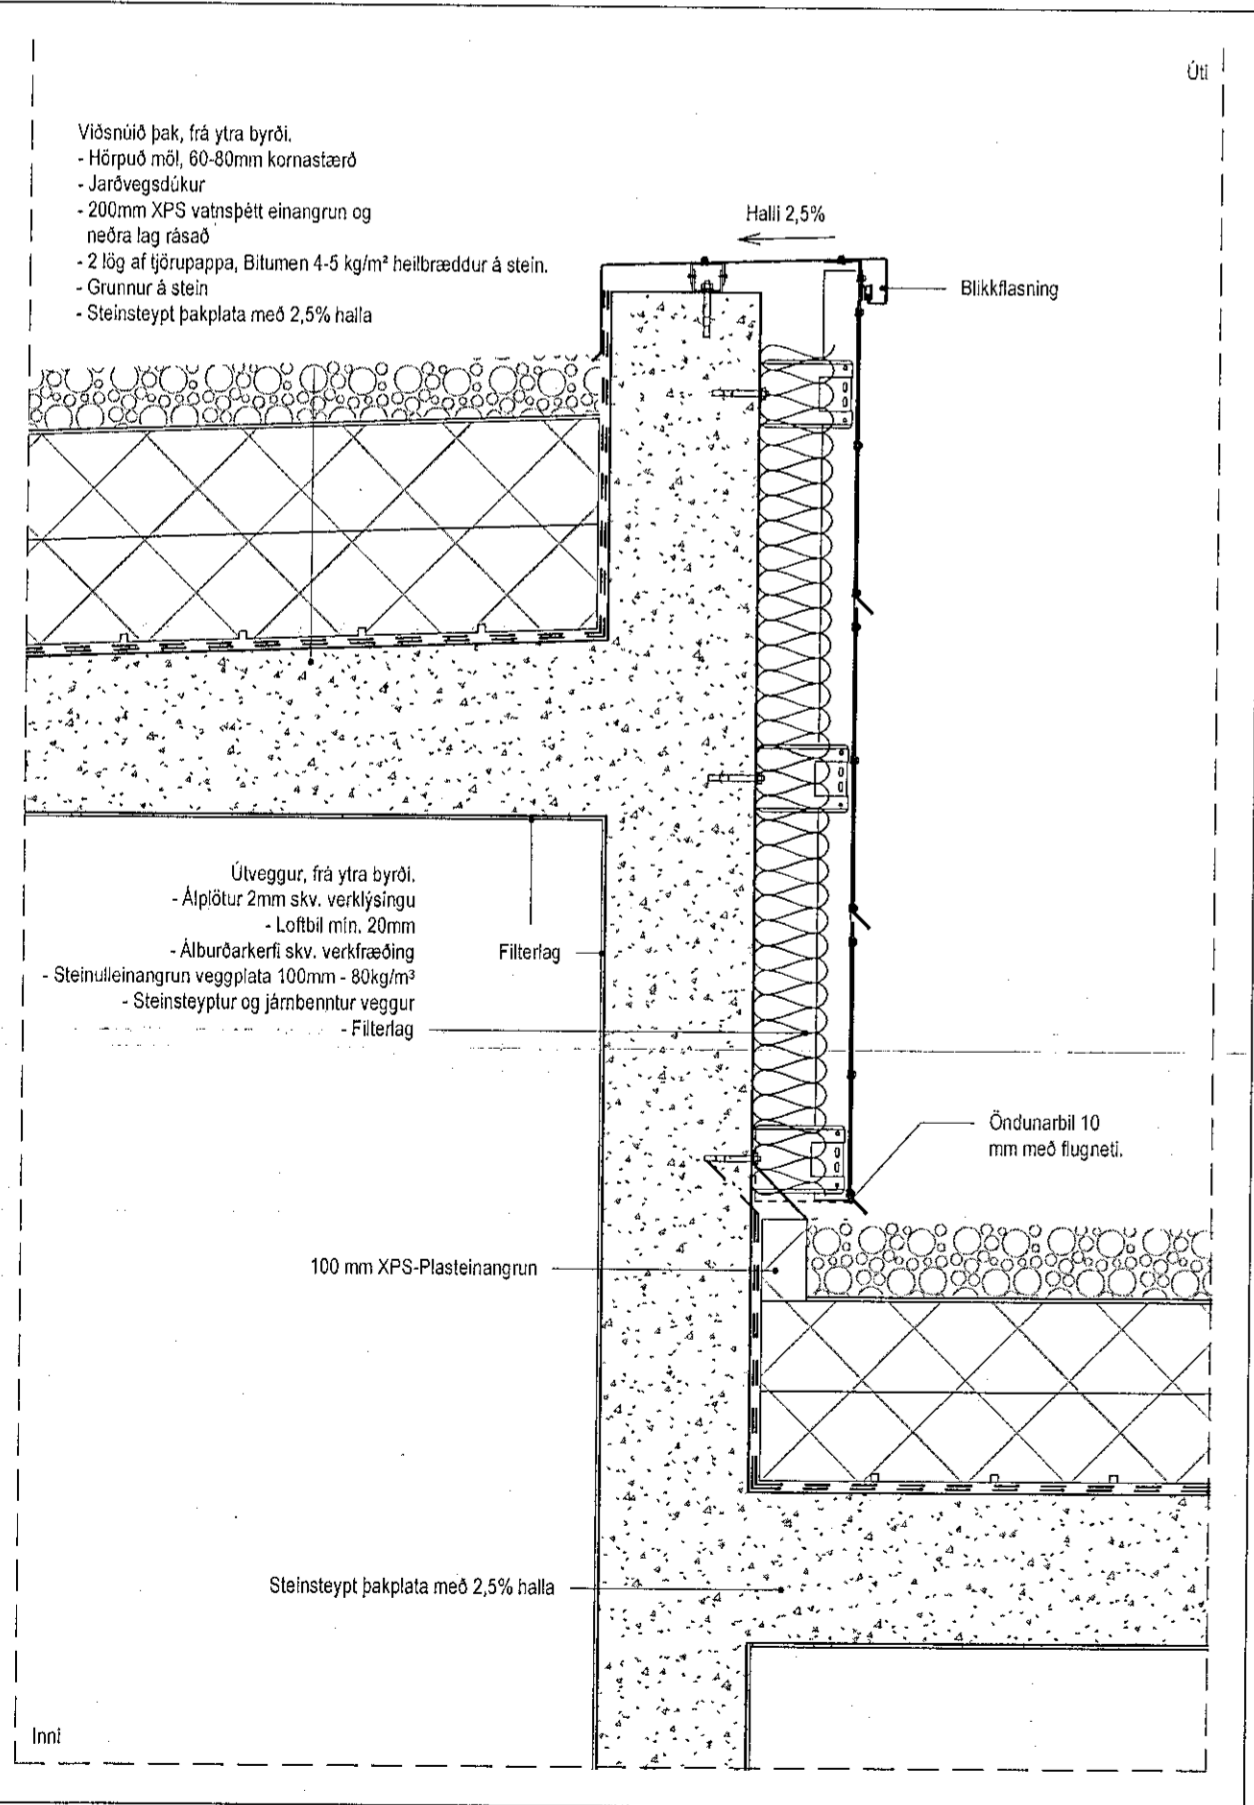 Úti
Viðsnúið þak, frá ytra byrði.
- Hörpuð möl, 60-80mm kornastærð
- Jarðvegsdúkur
- 200mm XPS vatnsþétt einangrun og
neðra lag rásað
- 2 lög af tjörupappa, Bitumen 4-5 kg/m² heilbræddur á stein.
- Grunnur á stein
- Steinsteypt þakplata með 2,5% halla
Halli 2,5%
Blikkflasning
Útveggur, frá ytra byrði.
- Álplötur 2mm skv. verklýsingu
- Loftbil mín. 20mm
- Álburðarkerfi skv. verkfræðing
- Steinulleinangrun veggplata 100mm - 80kg/m³
- Steinsteyptur og járnbenntur veggur
- Filterlag
Filterlag
Öndunarbil 10
mm með flugneti.
100 mm XPS-Plasteinangrun
Steinsteypt þakplata með 2,5% halla
Inni